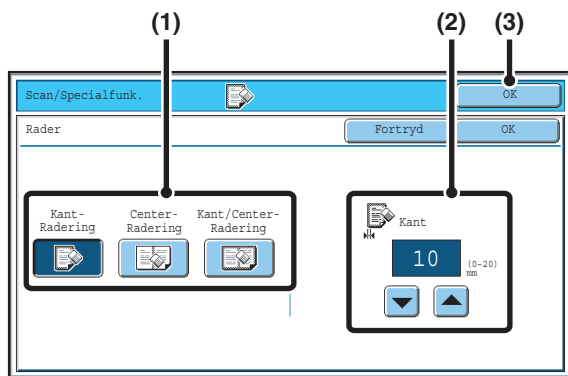 (1) (2) (3)
Scan/Specialfunk. OK
Rader Fortryd OK
Kant-
Radering
Center-
Radering
Kant/Center-
Radering
Kant
10 (0~20)
mm